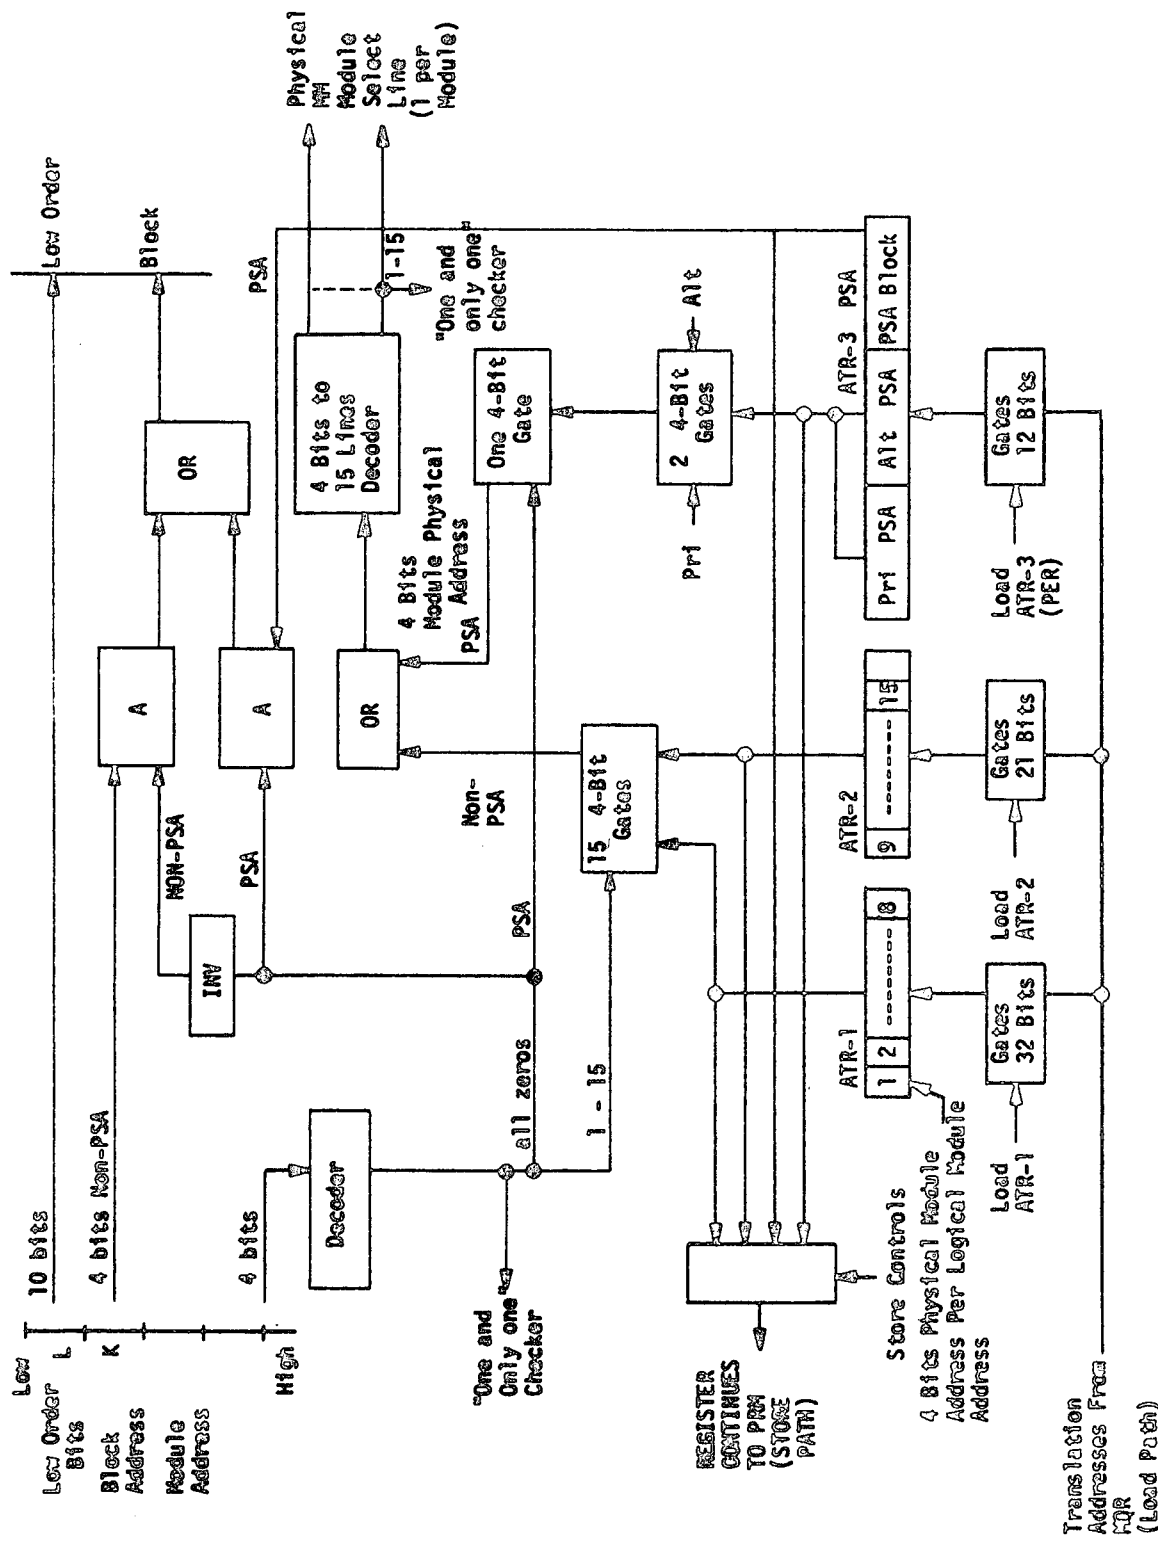 Low
Low Order
Bits
L
Block
Address
K
Module
Address
High
10 bits
4 bits Non-PSA
4 bits
Decoder
"One and
Only one"
Checker
all zeros
1 - 15
INV
NON-PSA
PSA
PSA
A
A
OR
OR
Non-
PSA
PSA
4 Bits
Module Physical
Address
4 Bits to
15 Lines
Decoder
PSA
Low Order
Block
Physical
MM
Module
Select
Line
(1 per
Module)
1-15
"One and
only one"
checker
One 4-Bit
Gate
2 4-Bit
Gates
Pri
Alt
15 4-Bit
Gates
REGISTER
CONTINUES
TO PRM
(STORE
PATH)
Store Controls
4 Bits Physical Module
Address Per Logical Module
Address
ATR-1
1 2 -------- 8
ATR-2
9 -------- 15
ATR-3 PSA
Pri PSA Alt PSA PSA Block
Load
ATR-1
Gates
32 Bits
Load
ATR-2
Gates
21 Bits
Load
ATR-3
(PER)
Gates
12 Bits
Translation
Addresses From
MQR
(Load Path)